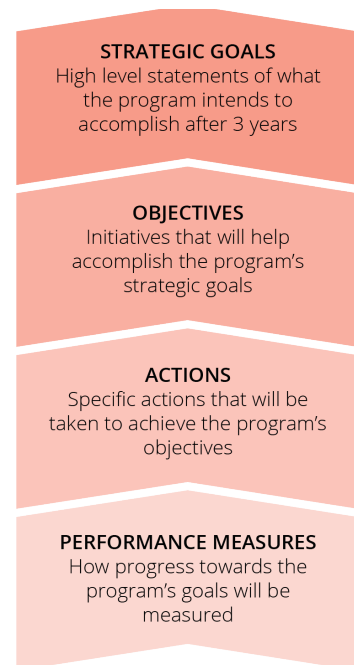 STRATEGIC GOALS
High level statements of what
the program intends to
accomplish after 3 years
OBJECTIVES
Initiatives that will help
accomplish the program’s
strategic goals
ACTIONS
Specific actions that will be
taken to achieve the program’s
objectives
PERFORMANCE MEASURES
How progress towards the
program’s goals will be
measured